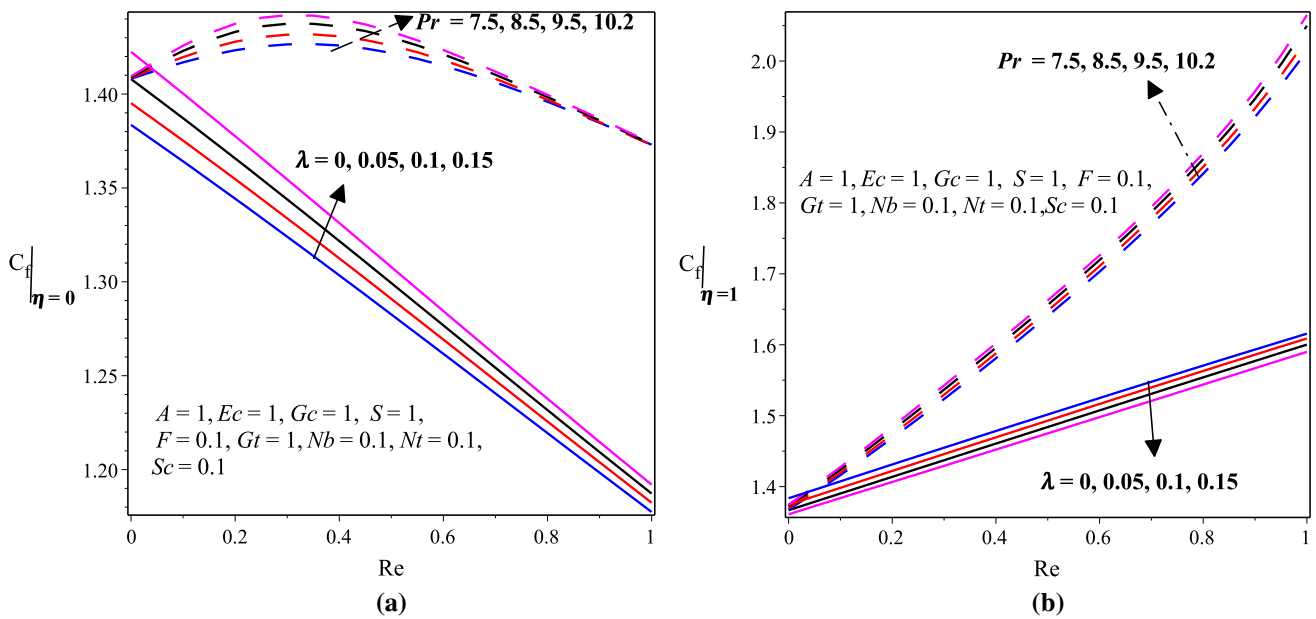 Pr = 7.5, 8.5, 9.5, 10.2
1.40
λ = 0, 0.05, 0.1, 0.15
1.35
C_f|η = 0
1.30
1.25
A = 1, Ec = 1, Gc = 1, S = 1,
F = 0.1, Gt = 1, Nb = 0.1, Nt = 0.1,
Sc = 0.1
1.20
0 0.2 0.4 0.6 0.8 1
Re
(a)
2.0
Pr = 7.5, 8.5, 9.5, 10.2
1.9
A = 1, Ec = 1, Gc = 1, S = 1, F = 0.1,
Gt = 1, Nb = 0.1, Nt = 0.1,Sc = 0.1
1.8
1.7
C_f|η =1
1.6
1.5
λ = 0, 0.05, 0.1, 0.15
1.4
0 0.2 0.4 0.6 0.8 1
Re
(b)